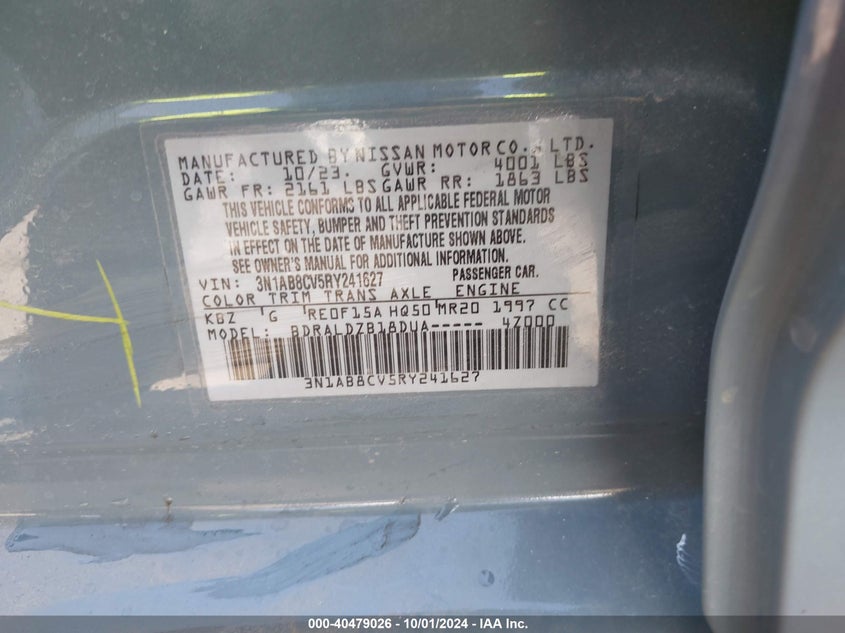 MANUFACTURED BY NISSAN MOTOR CO., LTD.
DATE: 10/23. GVWR: 4001 LBS
GAWR FR: 2161 LBS GAWR RR: 1863 LBS
THIS VEHICLE CONFORMS TO ALL APPLICABLE FEDERAL MOTOR
VEHICLE SAFETY, BUMPER AND THEFT PREVENTION STANDARDS
IN EFFECT ON THE DATE OF MANUFACTURE SHOWN ABOVE.
SEE OWNER'S MANUAL FOR ADDITIONAL INFORMATION.
VIN: 3N1AB8CV5RY241627 PASSENGER CAR.
COLOR TRIM TRANS AXLE ENGINE
KBZ G RE0F15A HQ50 MR20 1997 CC
MODEL: BDRALDZB18DUA----- 4Z000
3N1AB8CV5RY241627
000-40479026 - 10/01/2024 - IAA Inc.